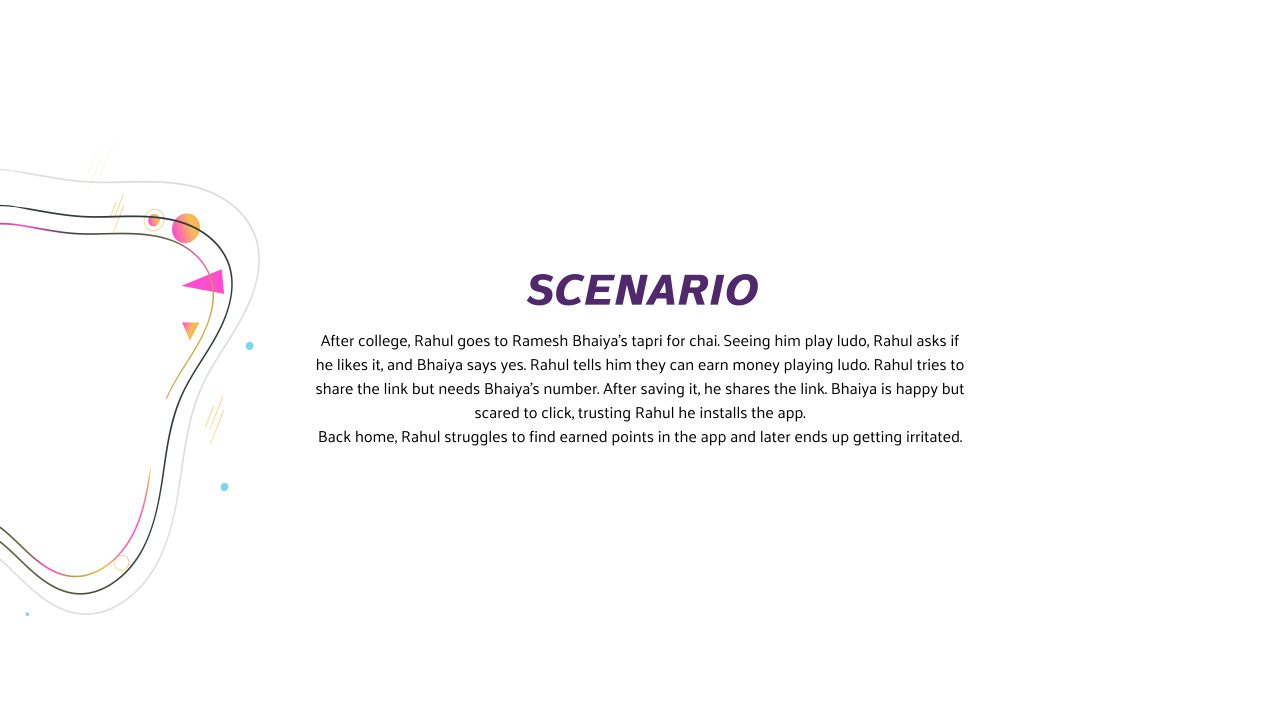 SCENARIO
After college, Rahul goes to Ramesh Bhaiya's tapri for chai. Seeing him play ludo, Rahul asks if
he likes it, and Bhaiya says yes. Rahul tells him they can earn money playing ludo. Rahul tries to
share the link but needs Bhaiya's number. After saving it, he shares the link. Bhaiya is happy but
scared to click, trusting Rahul he installs the app.
Back home, Rahul struggles to find earned points in the app and later ends up getting irritated.